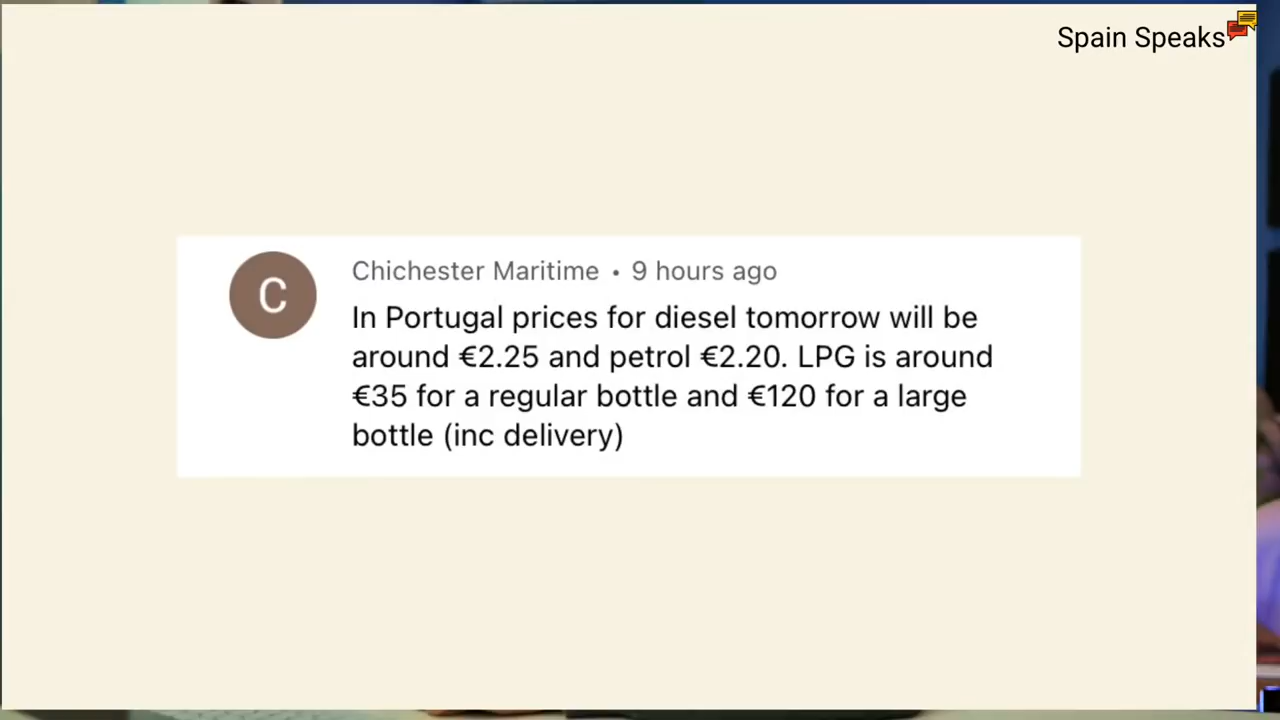 Spain Speaks
C
Chichester Maritime • 9 hours ago
In Portugal prices for diesel tomorrow will be
around €2.25 and petrol €2.20. LPG is around
€35 for a regular bottle and €120 for a large
bottle (inc delivery)